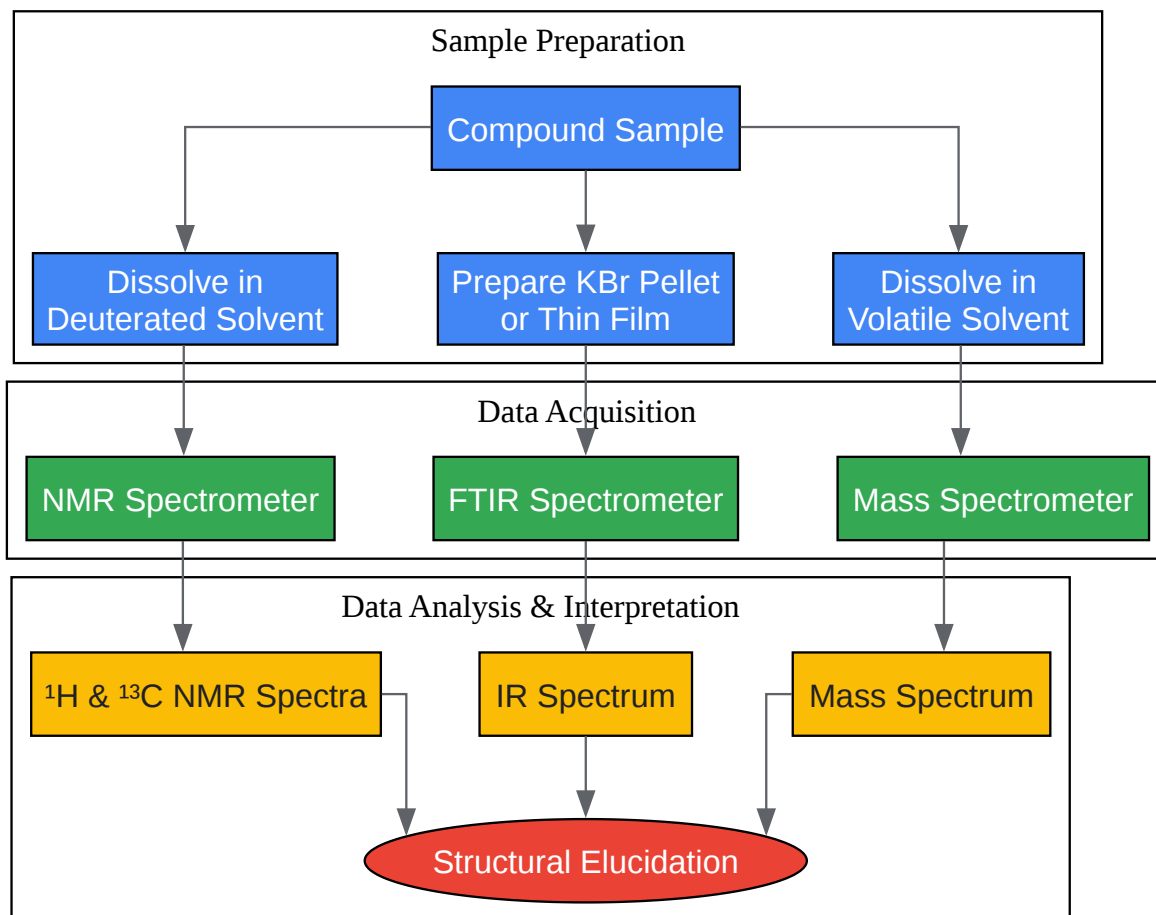 Sample Preparation
Compound Sample
Dissolve in
Deuterated Solvent
Prepare KBr Pellet
or Thin Film
Dissolve in
Volatile Solvent
Data Acquisition
NMR Spectrometer
FTIR Spectrometer
Mass Spectrometer
Data Analysis & Interpretation
¹H & ¹³C NMR Spectra
IR Spectrum
Mass Spectrum
Structural Elucidation